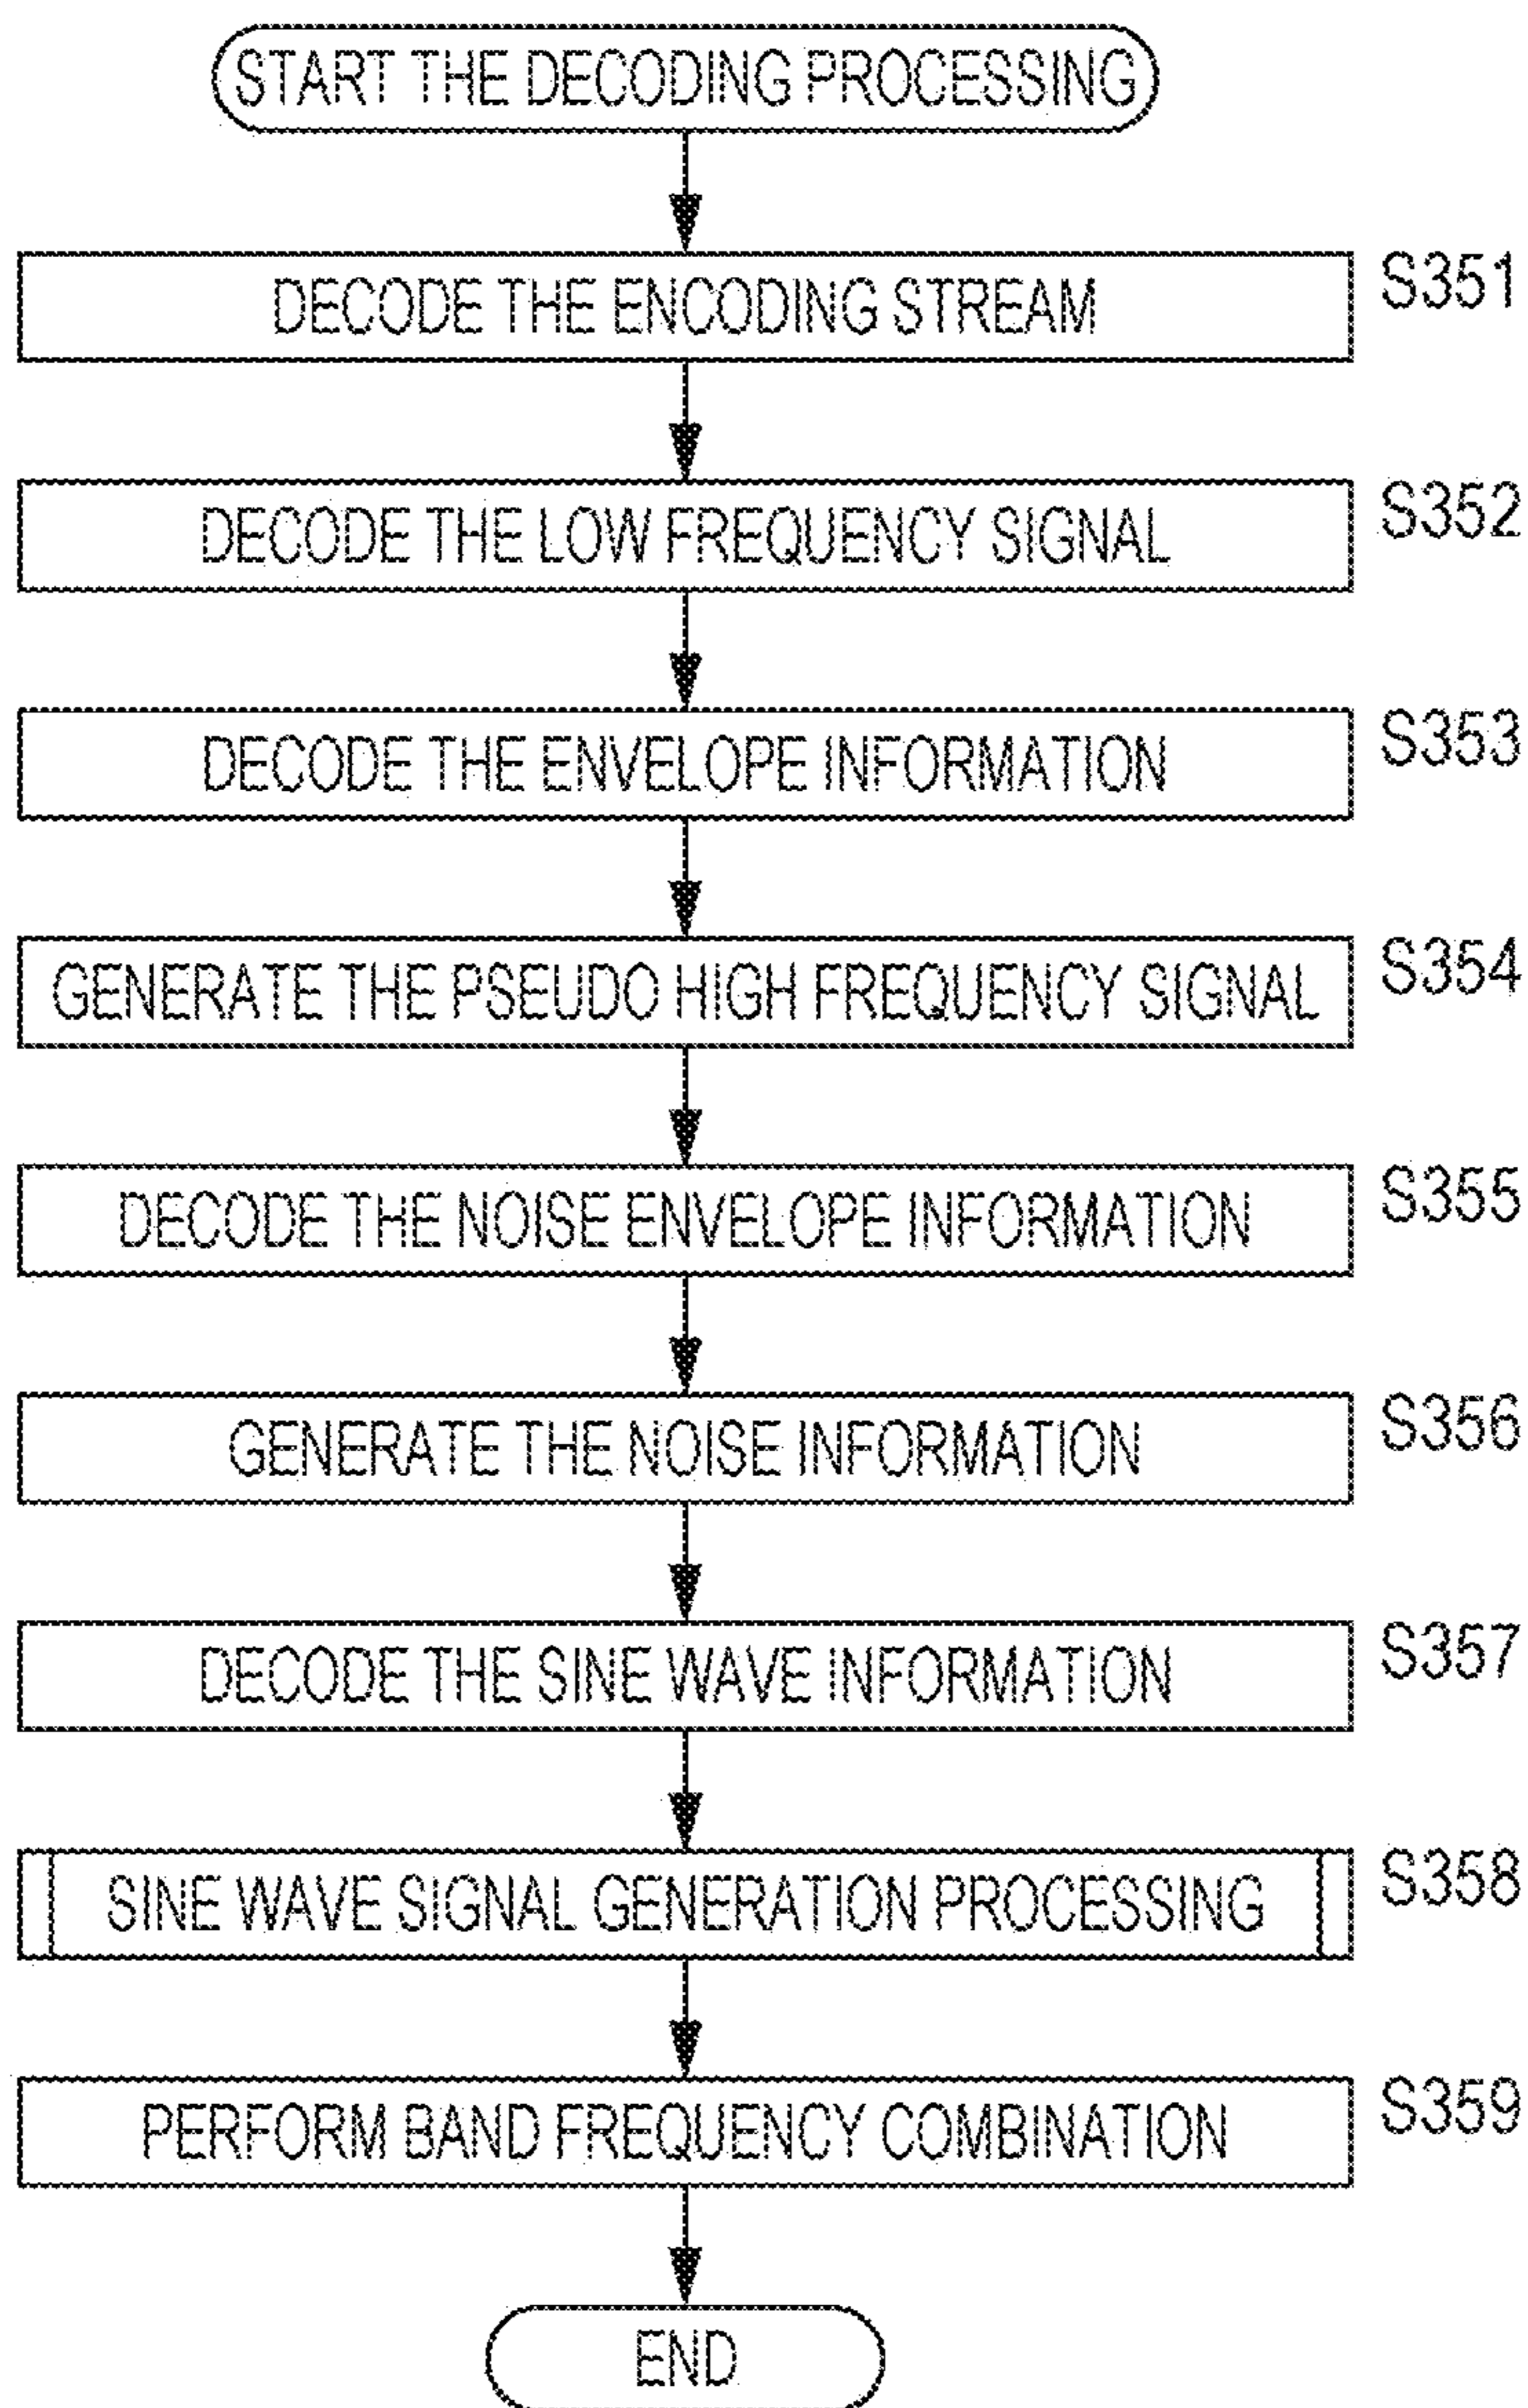 START THE DECODING PROCESSING
DECODE THE ENCODING STREAM S351
DECODE THE LOW FREQUENCY SIGNAL S352
DECODE THE ENVELOPE INFORMATION S353
GENERATE THE PSEUDO HIGH FREQUENCY SIGNAL S354
DECODE THE NOISE ENVELOPE INFORMATION S355
GENERATE THE NOISE INFORMATION S356
DECODE THE SINE WAVE INFORMATION S357
SINE WAVE SIGNAL GENERATION PROCESSING S358
PERFORM BAND FREQUENCY COMBINATION S359
END